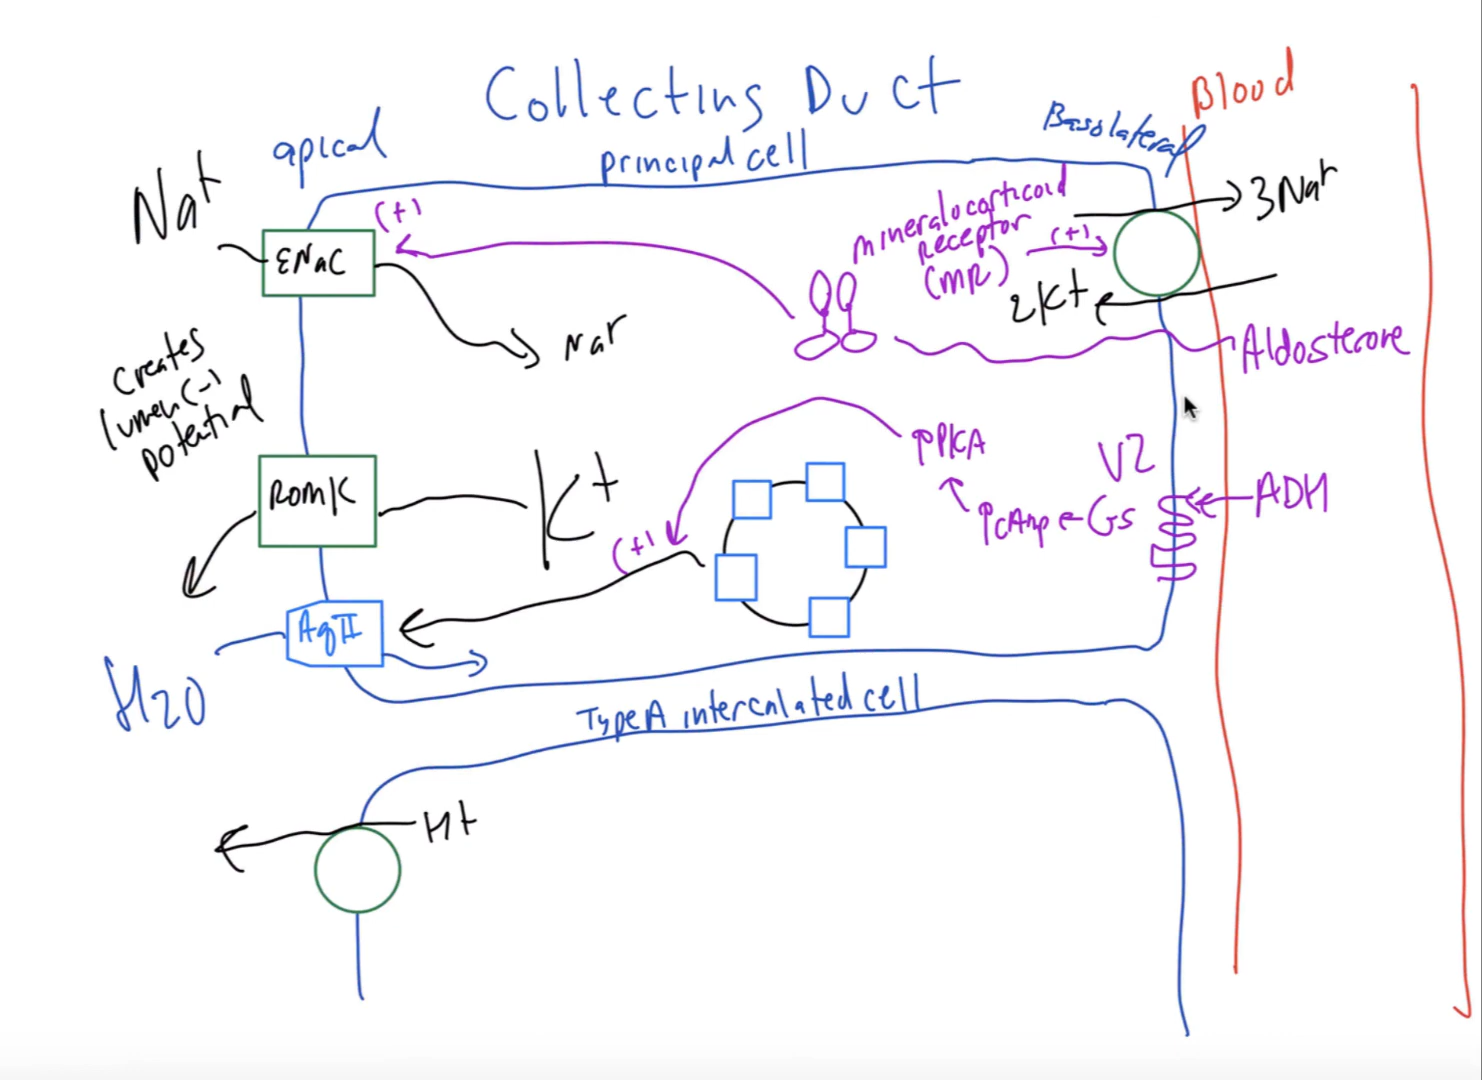 Collecting Duct
apical
principal cell
Basolateral
Blood
Na+
(+)
ENaC
Na+
mineralocorticoid
receptor
(MR)
(+)
3Na+
2K+
Aldosterone
creates
lumen (-)
potential
ROMK
K+
↑PKA
↑cAmp ← Gs
V2
ADH
(+)
AqII
H2O
Type A intercalated cell
H+